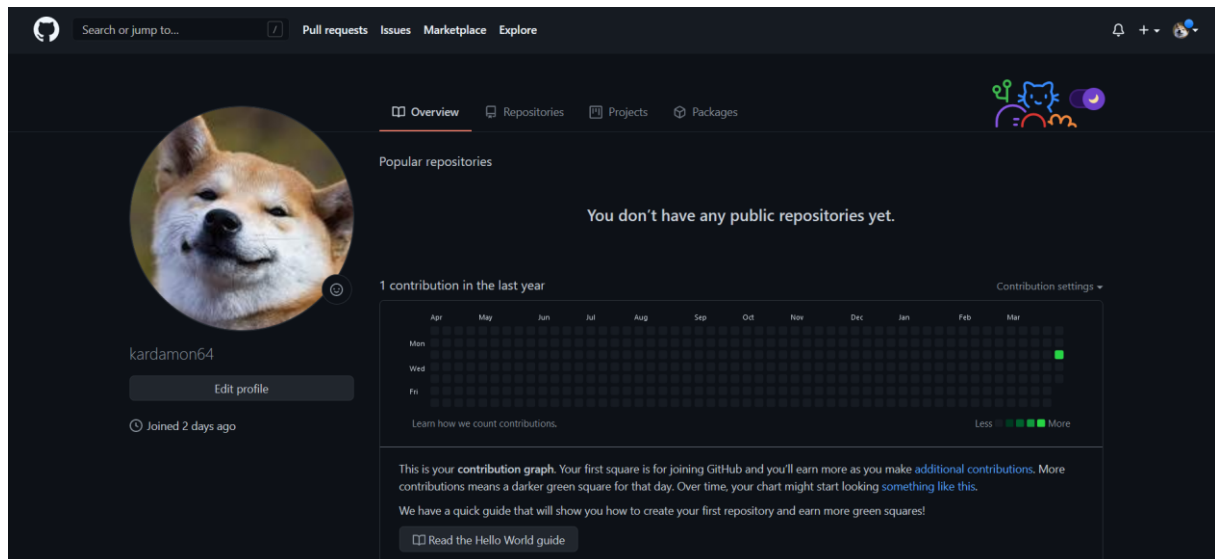 Search or jump to... /
Pull requests Issues Marketplace Explore
Overview Repositories Projects Packages
Popular repositories
You don't have any public repositories yet.
kardamon64
Edit profile
Joined 2 days ago
1 contribution in the last year
Contribution settings
Apr May Jun Jul Aug Sep Oct Nov Dec Jan Feb Mar
Mon
Wed
Fri
Learn how we count contributions.
Less More
This is your contribution graph. Your first square is for joining GitHub and you'll earn more as you make additional contributions. More
contributions means a darker green square for that day. Over time, your chart might start looking something like this.
We have a quick guide that will show you how to create your first repository and earn more green squares!
Read the Hello World guide